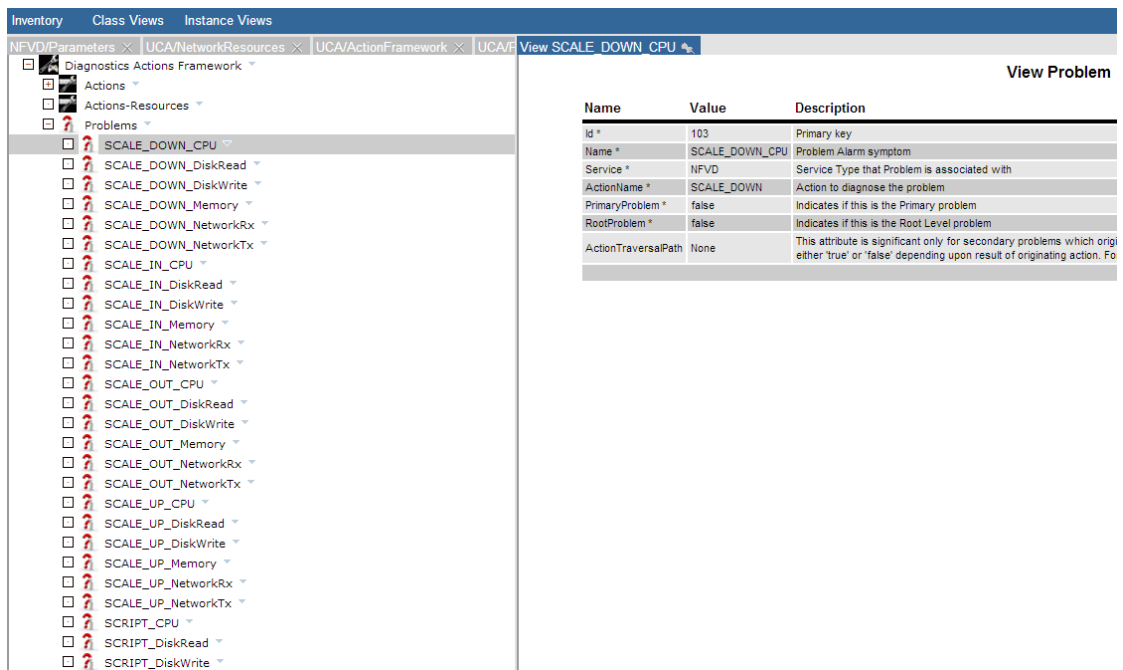 Inventory Class Views Instance Views
NFVD/Parameters UCA/NetworkResources UCA/ActionFramework UCA/F View SCALE_DOWN_CPU
Diagnostics Actions Framework
Actions
Actions-Resources
Problems
SCALE_DOWN_CPU
SCALE_DOWN_DiskRead
SCALE_DOWN_DiskWrite
SCALE_DOWN_Memory
SCALE_DOWN_NetworkRx
SCALE_DOWN_NetworkTx
SCALE_IN_CPU
SCALE_IN_DiskRead
SCALE_IN_DiskWrite
SCALE_IN_Memory
SCALE_IN_NetworkRx
SCALE_IN_NetworkTx
SCALE_OUT_CPU
SCALE_OUT_DiskRead
SCALE_OUT_DiskWrite
SCALE_OUT_Memory
SCALE_OUT_NetworkRx
SCALE_OUT_NetworkTx
SCALE_UP_CPU
SCALE_UP_DiskRead
SCALE_UP_DiskWrite
SCALE_UP_Memory
SCALE_UP_NetworkRx
SCALE_UP_NetworkTx
SCRIPT_CPU
SCRIPT_DiskRead
SCRIPT_DiskWrite
View Problem
Name Value Description
Id * 103 Primary key
Name * SCALE_DOWN_CPU Problem Alarm symptom
Service * NFVD Service Type that Problem is associated with
ActionName * SCALE_DOWN Action to diagnose the problem
PrimaryProblem * false Indicates if this is the Primary problem
RootProblem * false Indicates if this is the Root Level problem
ActionTraversalPath None This attribute is significant only for secondary problems which origi
either 'true' or 'false' depending upon result of originating action. Fo